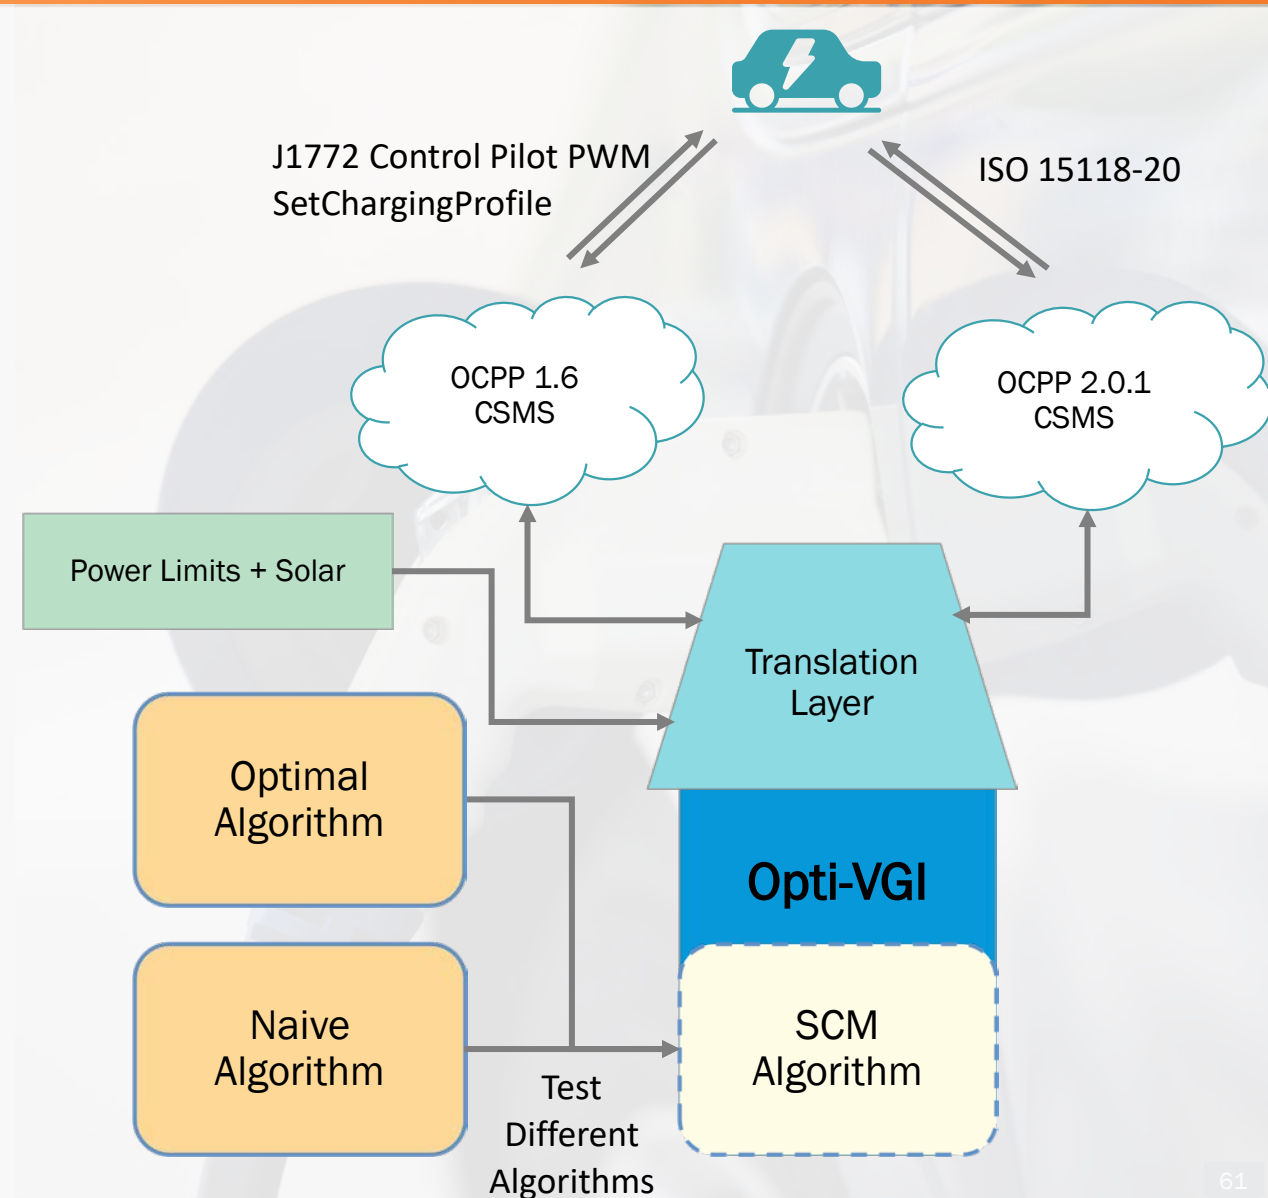 J1772 Control Pilot PWM
SetChargingProfile
ISO 15118-20
OCPP 1.6
CSMS
OCPP 2.0.1
CSMS
Power Limits + Solar
Translation
Layer
Optimal
Algorithm
Opti-VGI
Naive
Algorithm
SCM
Algorithm
Test
Different
Algorithms
61